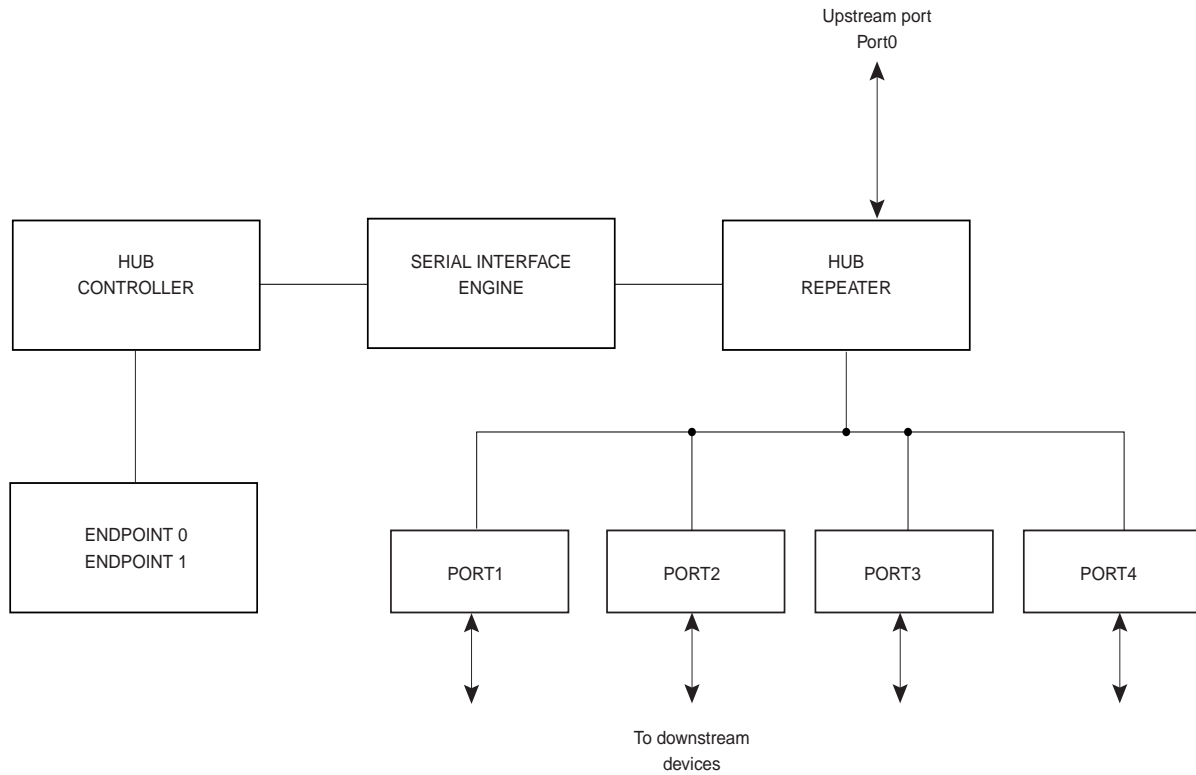 Upstream port
Port0
HUB
CONTROLLER
SERIAL INTERFACE
ENGINE
HUB
REPEATER
ENDPOINT 0
ENDPOINT 1
PORT1
PORT2
PORT3
PORT4
To downstream
devices